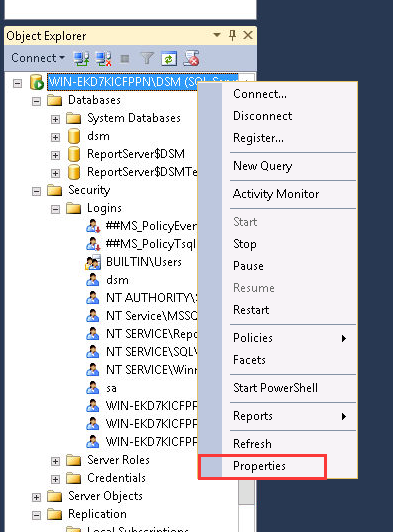 Object Explorer
Connect
WIN-EKD7KICFPPN\DSM (SQL Serv
Databases
System Databases
dsm
ReportServer$DSM
ReportServer$DSMTe
Security
Logins
##MS_PolicyEven
##MS_PolicyTsql
BUILTIN\Users
dsm
NT AUTHORITY\S
NT Service\MSSQ
NT SERVICE\Repo
NT SERVICE\SQL\
NT SERVICE\Winm
sa
WIN-EKD7KICFPP
WIN-EKD7KICFPP
WIN-EKD7KICFPP
Server Roles
Credentials
Server Objects
Replication
Local Subscriptions
Connect...
Disconnect
Register...
New Query
Activity Monitor
Start
Stop
Pause
Resume
Restart
Policies
Facets
Start PowerShell
Reports
Refresh
Properties